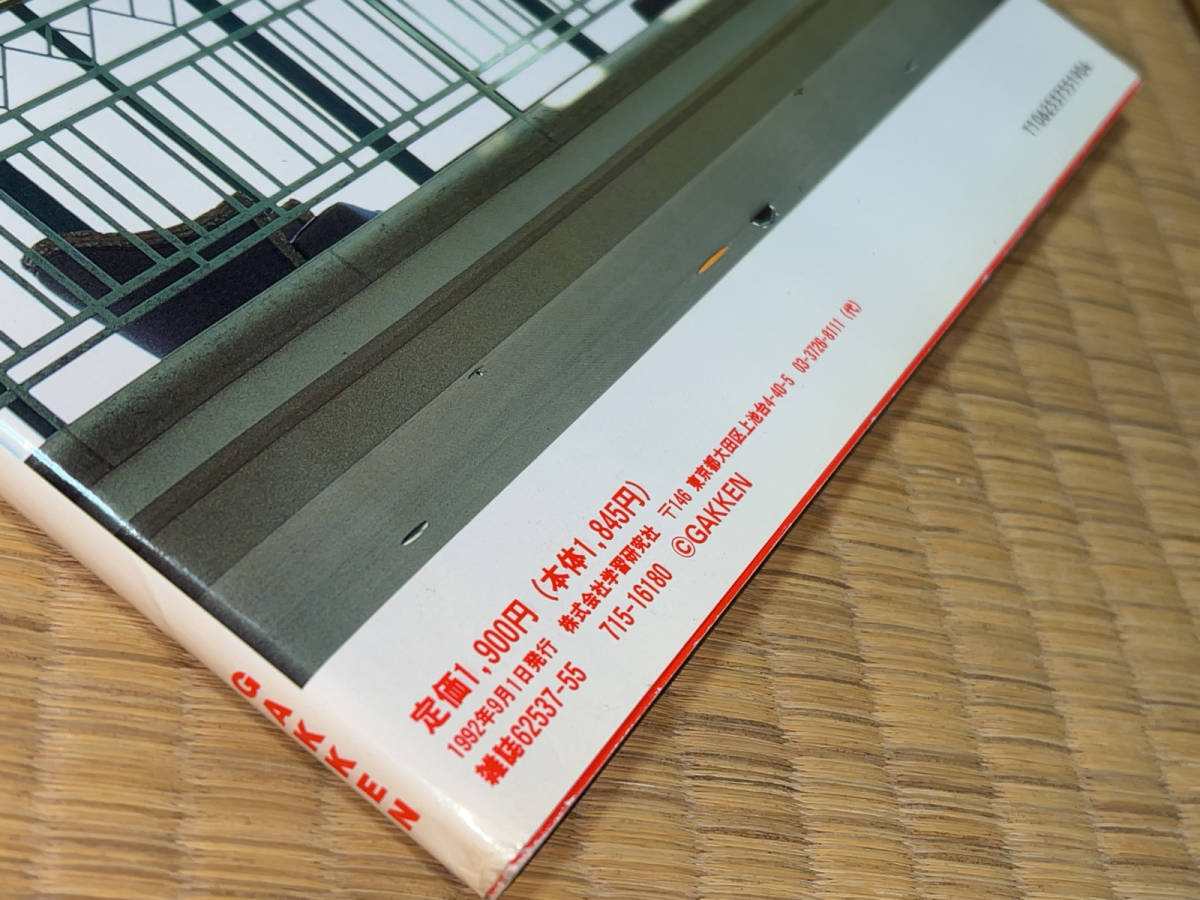 T1062537551904
定価1,900円（本体1,845円）
1992年9月1日発行　株式会社学習研究社　〒146 東京都大田区上池台4-40-5　03-3726-8111（代）
雑誌62537-55　715-16180　©GAKKEN
GAKKEN